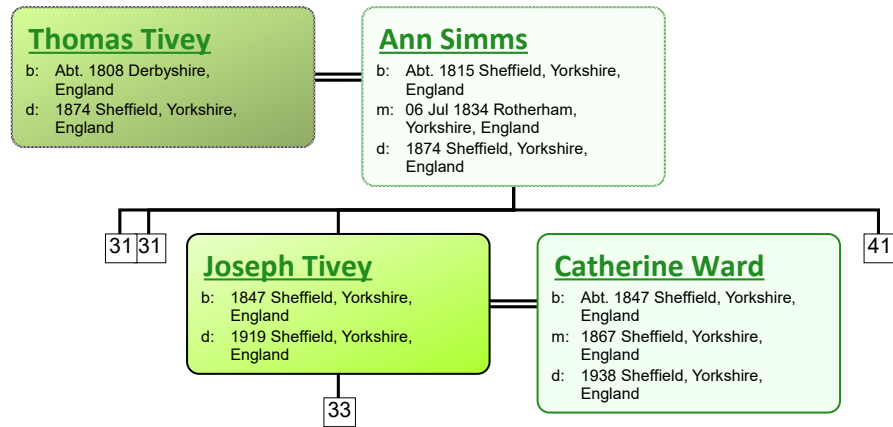 Thomas Tivey
b: Abt. 1808 Derbyshire,
England
d: 1874 Sheffield, Yorkshire,
England
Ann Simms
b: Abt. 1815 Sheffield, Yorkshire,
England
m: 06 Jul 1834 Rotherham,
Yorkshire, England
d: 1874 Sheffield, Yorkshire,
England
31 31 41
Joseph Tivey
b: 1847 Sheffield, Yorkshire,
England
d: 1919 Sheffield, Yorkshire,
England
Catherine Ward
b: Abt. 1847 Sheffield, Yorkshire,
England
m: 1867 Sheffield, Yorkshire,
England
d: 1938 Sheffield, Yorkshire,
England
33